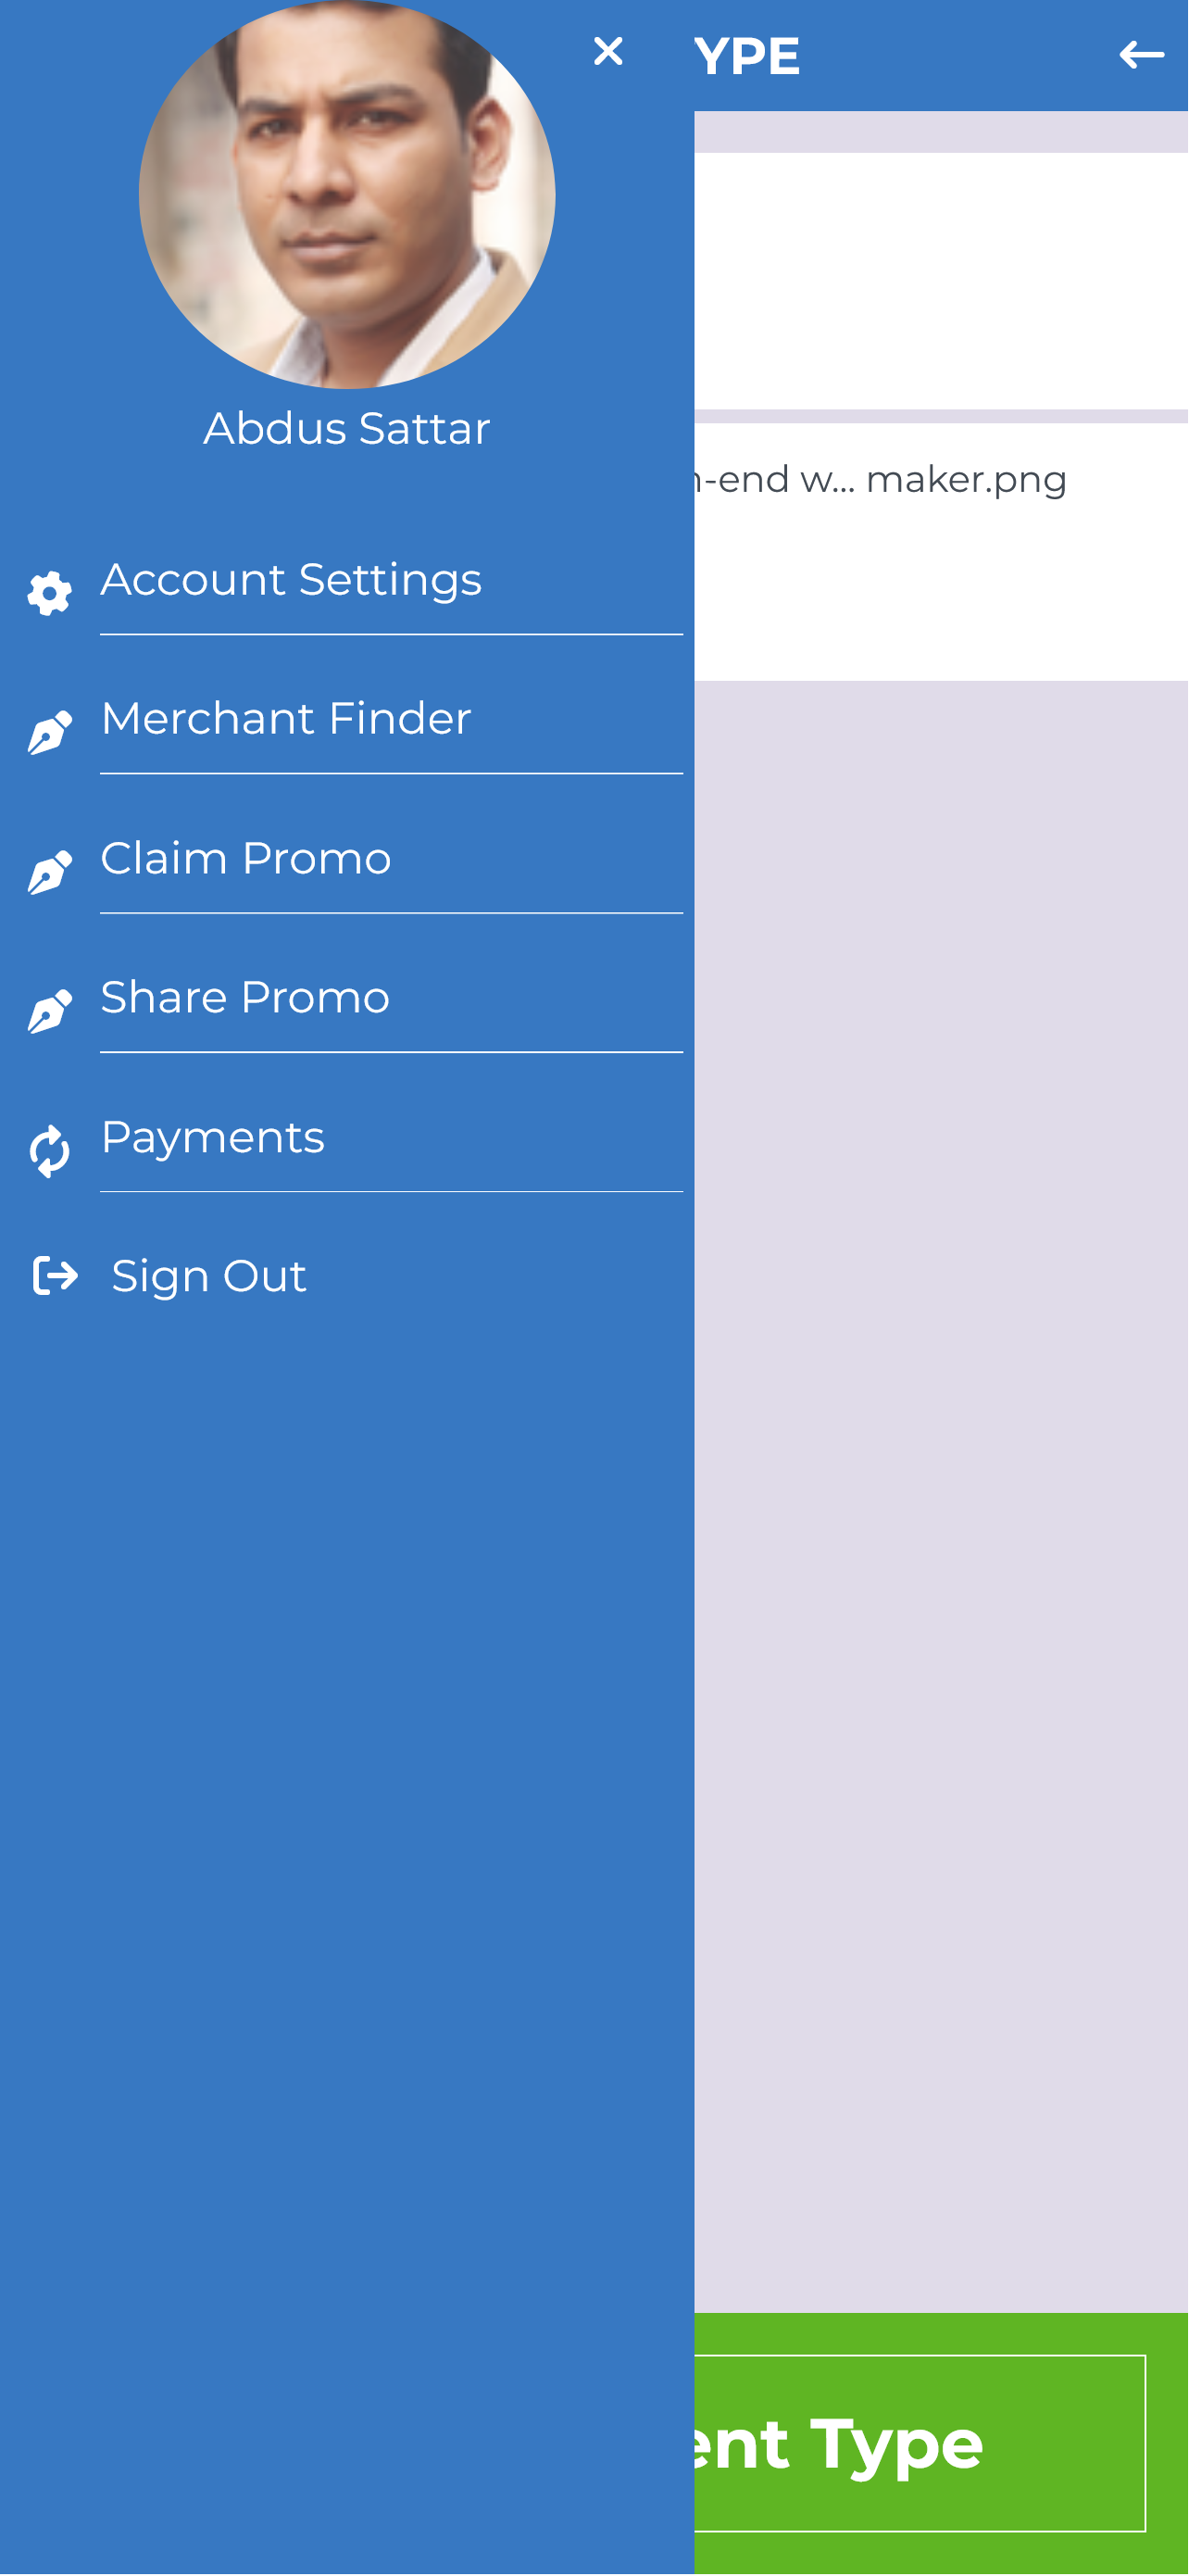 YPE
Abdus Sattar
-end w... maker.png
Account Settings
Merchant Finder
Claim Promo
Share Promo
Payments
Sign Out
ent Type